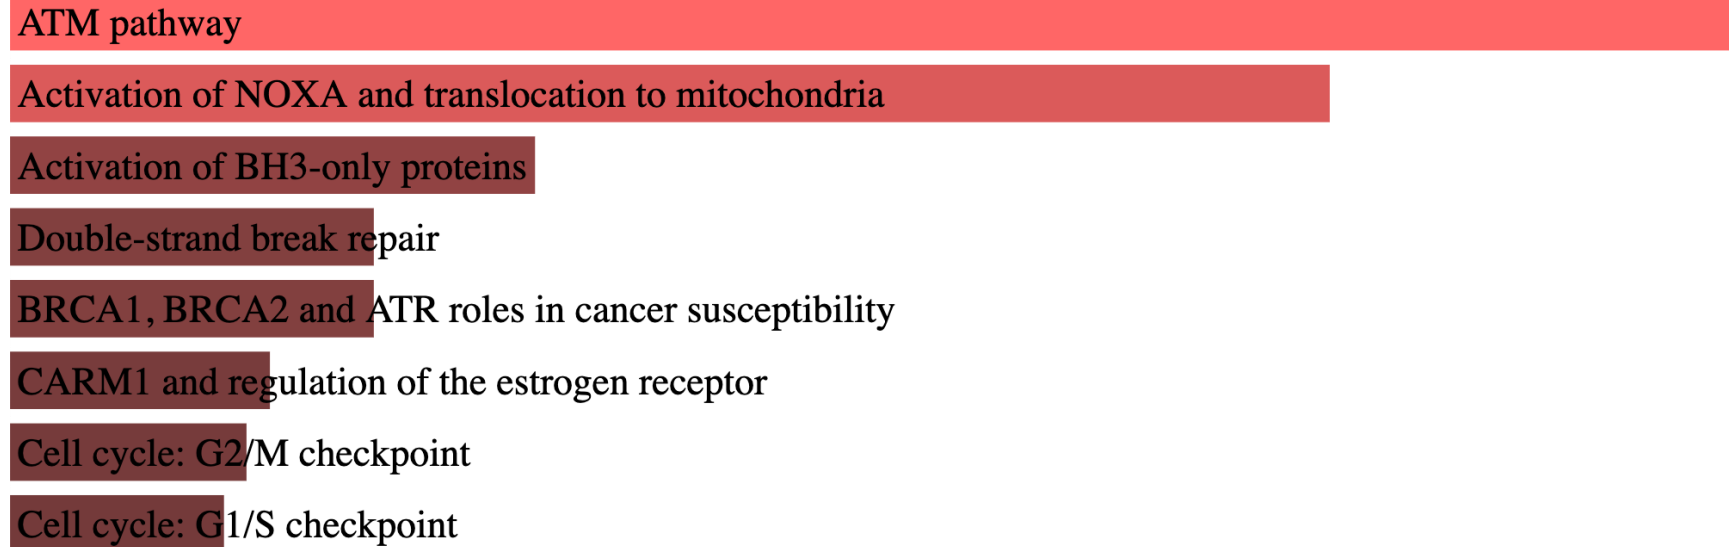 ATM pathway
Activation of NOXA and translocation to mitochondria
Activation of BH3-only proteins
Double-strand break repair
BRCA1, BRCA2 and ATR roles in cancer susceptibility
CARM1 and regulation of the estrogen receptor
Cell cycle: G2/M checkpoint
Cell cycle: G1/S checkpoint